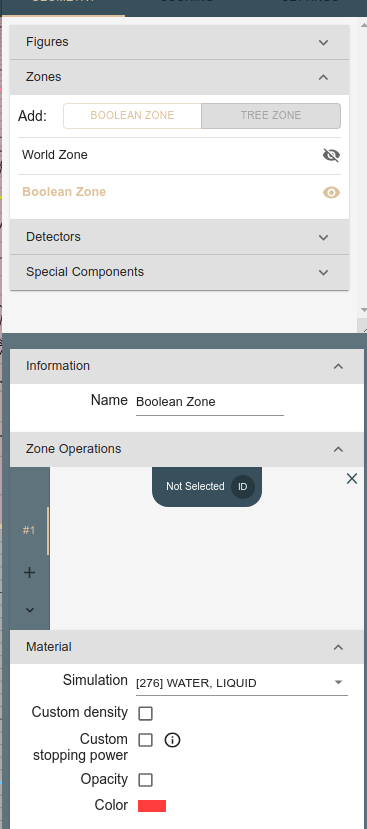 Figures
Zones
Add: BOOLEAN ZONE TREE ZONE
World Zone
Boolean Zone
Detectors
Special Components
Information
Name Boolean Zone
Zone Operations
Not Selected ID
#1
Material
Simulation [276] WATER, LIQUID
Custom density
Custom
stopping power
Opacity
Color